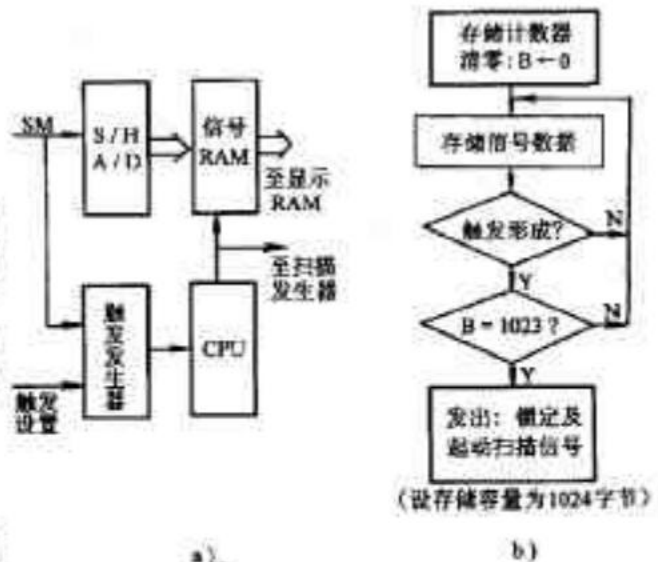 SM
S/H
A/D
信号
RAM
至显示
RAM
至扫描
发生器
触发发生器
CPU
触发
设置
a)
存储计数器
清零:B←0
存储信号数据
触发形成?
N
Y
B = 1023 ?
N
Y
发出: 锁定及
起动扫描信号
(设存储容量为1024字节)
b)